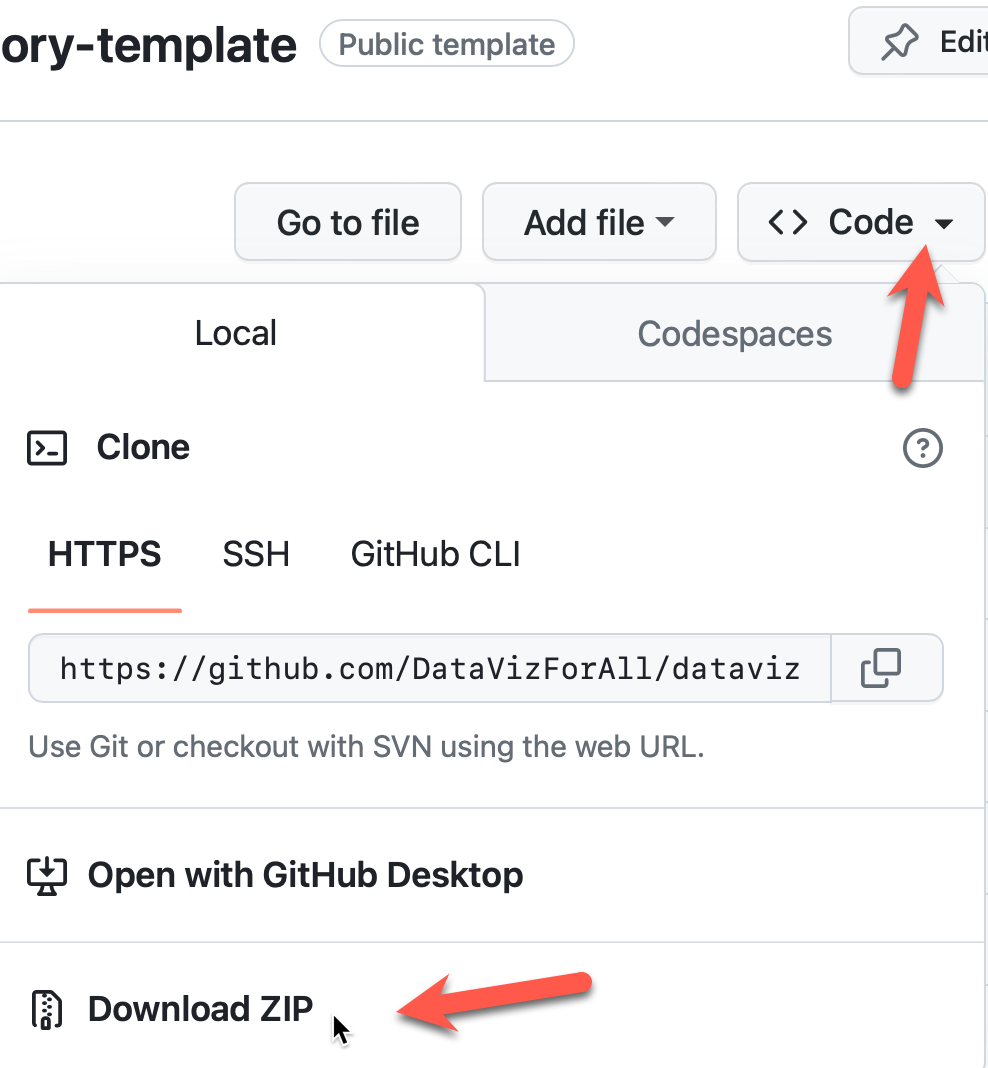 ory-template Public template Edit
Go to file Add file Code
Local Codespaces
Clone
HTTPS SSH GitHub CLI
https://github.com/DataVizForAll/dataviz
Use Git or checkout with SVN using the web URL.
Open with GitHub Desktop
Download ZIP